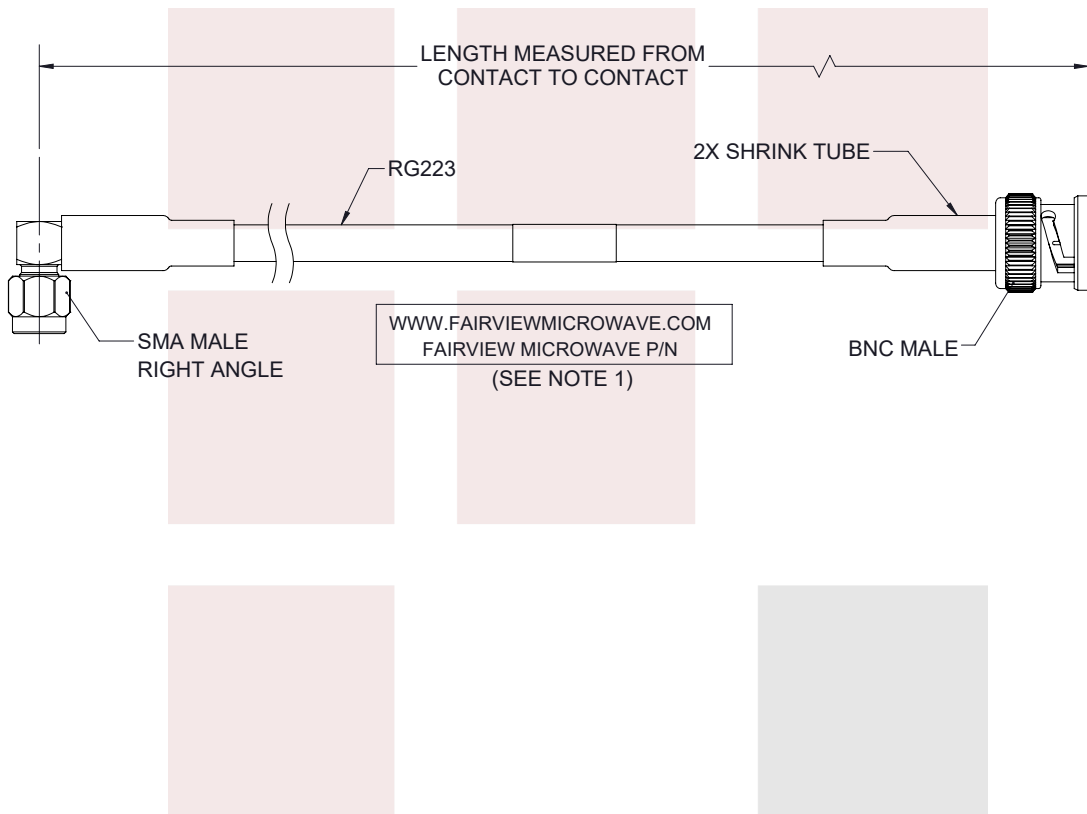 LENGTH MEASURED FROM
CONTACT TO CONTACT
RG223
2X SHRINK TUBE
SMA MALE
RIGHT ANGLE
WWW.FAIRVIEWMICROWAVE.COM
FAIRVIEW MICROWAVE P/N
(SEE NOTE 1)
BNC MALE